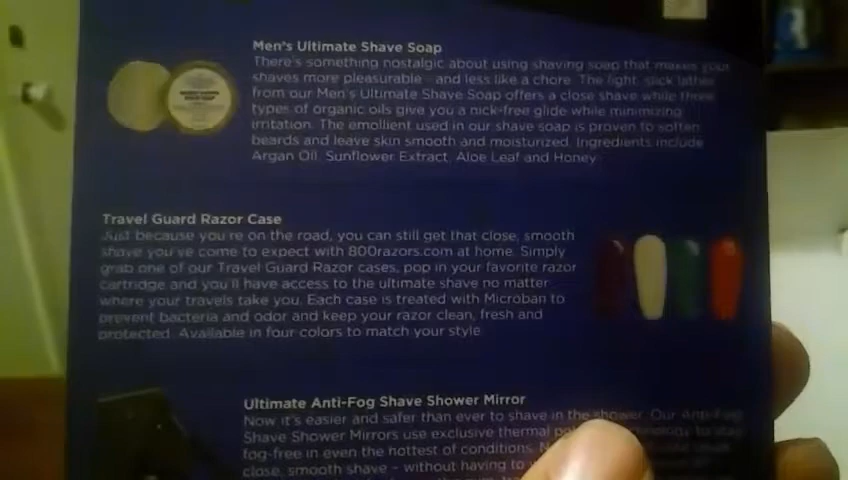 Men's Ultimate Shave Soap
There's something nostalgic about using shaving soap that makes your
shaves more pleasurable - and less like a chore. The light, slick lather
from our Men's Ultimate Shave Soap offers a close shave while three
types of organic oils give you a nick-free glide while minimizing
irritation. The emollient used in our shave soap is proven to soften
beards and leave skin smooth and moisturized. Ingredients include
Argan Oil, Sunflower Extract, Aloe Leaf and Honey.
Travel Guard Razor Case
Just because you're on the road, you can still get that close, smooth
shave you've come to expect with 800razors.com at home. Simply
grab one of our Travel Guard Razor cases, pop in your favorite razor
cartridge and you'll have access to the ultimate shave no matter
where your travels take you. Each case is treated with Microban to
prevent bacteria and odor and keep your razor clean, fresh and
protected. Available in four colors to match your style.
Ultimate Anti-Fog Shave Shower Mirror
Now it's easier and safer than ever to shave in the shower. Our Anti-Fog
Shave Shower Mirrors use exclusive thermal to stay
fog-free in even the hottest of conditions.
close, smooth shave – without having to